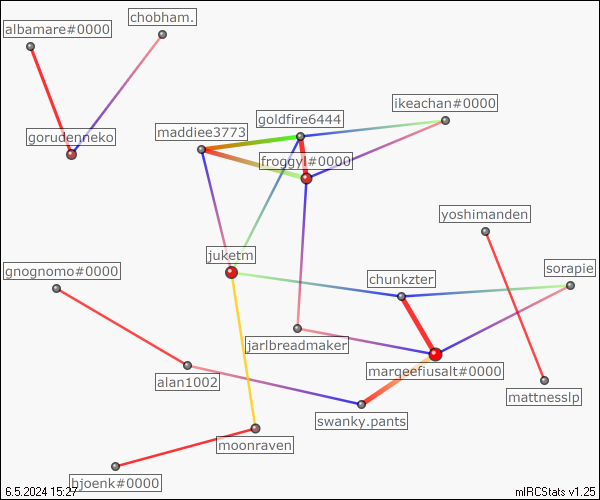 chobham.
albamare#0000
ikeachan#0000
goldfire6444
maddiee3773
gorudenneko
froggyl#0000
yoshimanden
juketm
sorapie
gnognomo#0000
chunkzter
jarlbreadmaker
marqeefiusalt#0000
alan1002
mattnesslp
swanky.pants
moonraven
bjoenk#0000
6.5.2024 15:27
mIRCStats v1.25